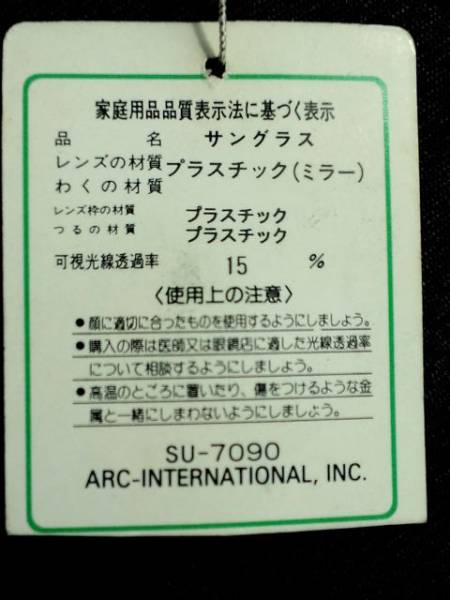 家庭用品品質表示法に基づく表示
品名 サングラス
レンズの材質 プラスチック(ミラー)
わくの材質
レンズ枠の材質 プラスチック
つるの材質 プラスチック
可視光線透過率 15 %
〈使用上の注意〉
●顔に適切に合ったものを使用するようにしましょう。
●購入の際は医師又は眼鏡店に適した光線透過率
について相談するようにしましょう。
●高温のところに置いたり、傷をつけるような金
属と一緒にしまわないようにしましょう。
SU-7090
ARC-INTERNATIONAL, INC.